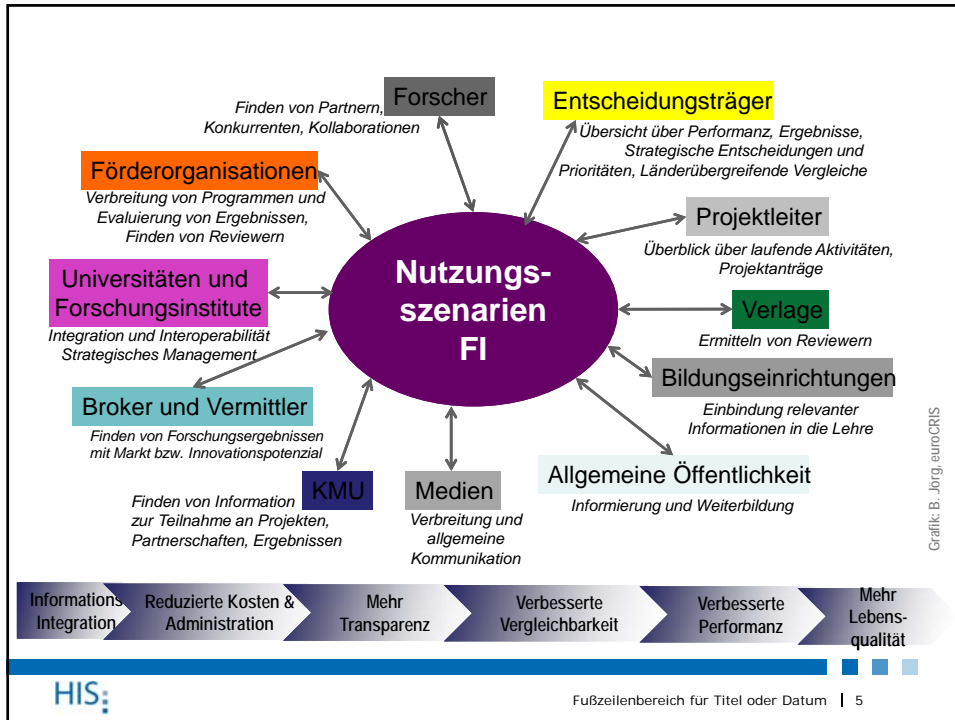 Forscher
Finden von Partnern,
Konkurrenten, Kollaborationen
Entscheidungsträger
Übersicht über Performanz, Ergebnisse,
Strategische Entscheidungen und
Prioritäten, Länderübergreifende Vergleiche
Förderorganisationen
Verbreitung von Programmen und
Evaluierung von Ergebnissen,
Finden von Reviewern
Projektleiter
Überblick über laufende Aktivitäten,
Projektanträge
Universitäten und
Forschungsinstitute
Integration und Interoperabilität
Strategisches Management
Nutzungs-
szenarien
FI
Verlage
Ermitteln von Reviewern
Bildungseinrichtungen
Einbindung relevanter
Informationen in die Lehre
Broker und Vermittler
Finden von Forschungsergebnissen
mit Markt bzw. Innovationspotenzial
KMU
Finden von Information
zur Teilnahme an Projekten,
Partnerschaften, Ergebnissen
Medien
Verbreitung und
allgemeine
Kommunikation
Allgemeine Öffentlichkeit
Informierung und Weiterbildung
Grafik: B. Jörg, euroCRIS
Informations
Integration
Reduzierte Kosten &
Administration
Mehr
Transparenz
Verbesserte
Vergleichbarkeit
Verbesserte
Performanz
Mehr
Lebens-
qualität
HIS:
Fußzeilenbereich für Titel oder Datum | 5